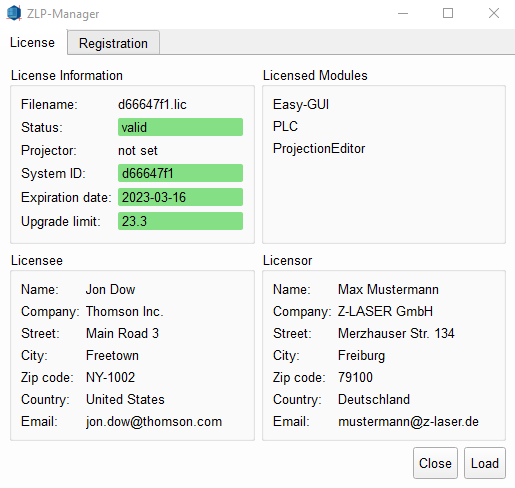 ZLP-Manager
License Registration
License Information
Filename: d66647f1.lic
Status: valid
Projector: not set
System ID: d66647f1
Expiration date: 2023-03-16
Upgrade limit: 23.3
Licensed Modules
Easy-GUI
PLC
ProjectionEditor
Licensee
Name: Jon Dow
Company: Thomson Inc.
Street: Main Road 3
City: Freetown
Zip code: NY-1002
Country: United States
Email: jon.dow@thomson.com
Licensor
Name: Max Mustermann
Company: Z-LASER GmbH
Street: Merzhauser Str. 134
City: Freiburg
Zip code: 79100
Country: Deutschland
Email: mustermann@z-laser.de
Close Load